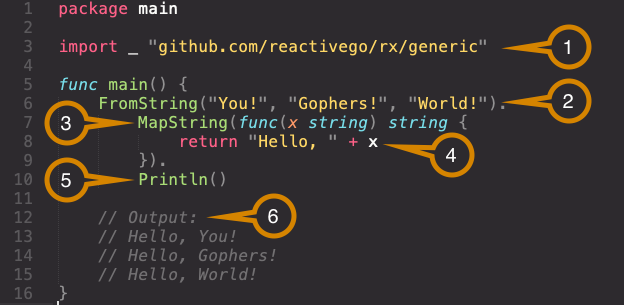 1 package main
2
3 import _ "github.com/reactivego/rx/generic" 1
4
5 func main() {
6 FromString("You!", "Gophers!", "World!"). 2
7 3 MapString(func(x string) string {
8 return "Hello, " + x 4
9 }).
10 5 Println()
11
12 // Output: 6
13 // Hello, You!
14 // Hello, Gophers!
15 // Hello, World!
16 }